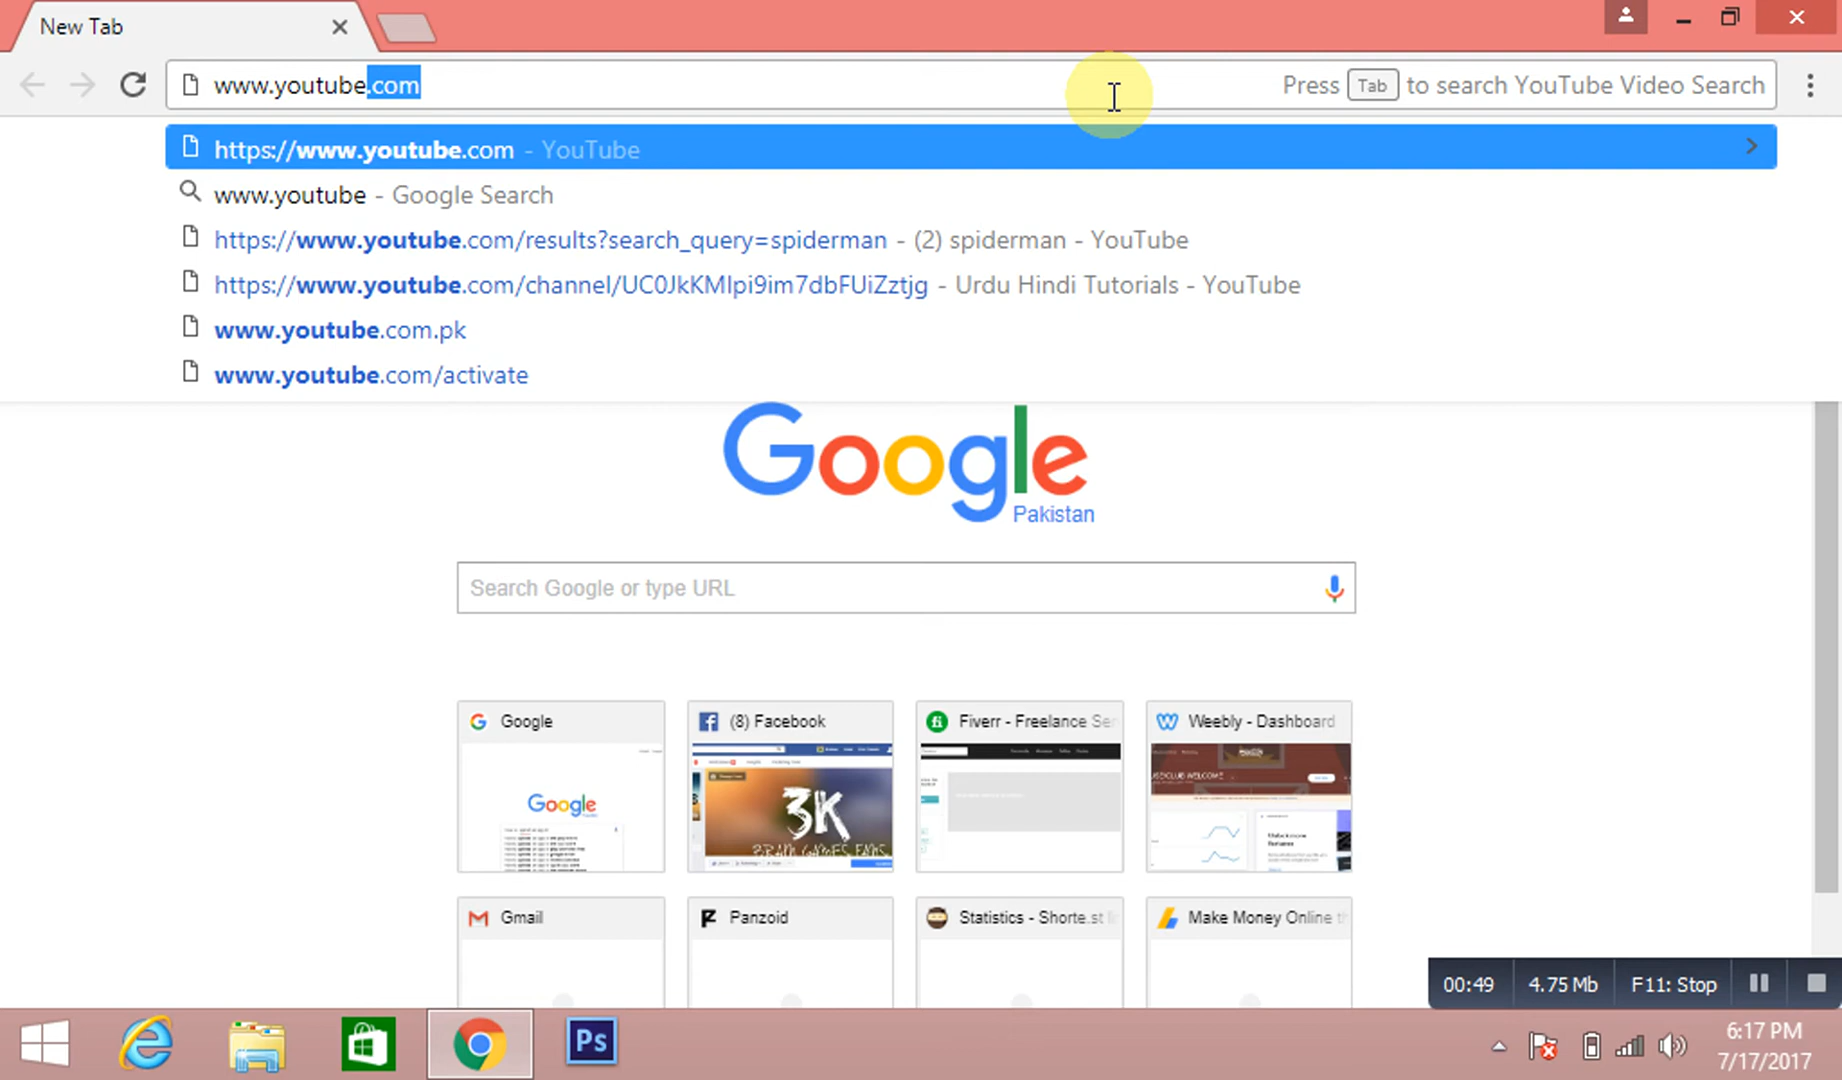 New Tab
www.youtube.com
Press Tab to search YouTube Video Search
https://www.youtube.com - YouTube
www.youtube - Google Search
https://www.youtube.com/results?search_query=spiderman - (2) spiderman - YouTube
https://www.youtube.com/channel/UC0JkKMIpi9im7dbFUiZztjg - Urdu Hindi Tutorials - YouTube
www.youtube.com.pk
www.youtube.com/activate
Google
Pakistan
Search Google or type URL
Google
(8) Facebook
Fiverr - Freelance Ser
Weebly - Dashboard
Google
3K
Gmail
Panzoid
Statistics - Shorte.st
Make Money Online
00:49
4.75 Mb
F11: Stop
Ps
6:17 PM
7/17/2017